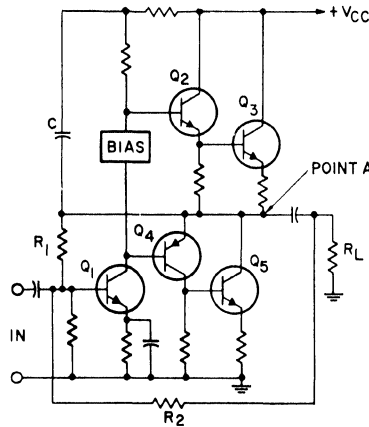 + VCC
Q2
Q3
C
BIAS
POINT A
Q4
R1
Q1
Q5
RL
IN
R2